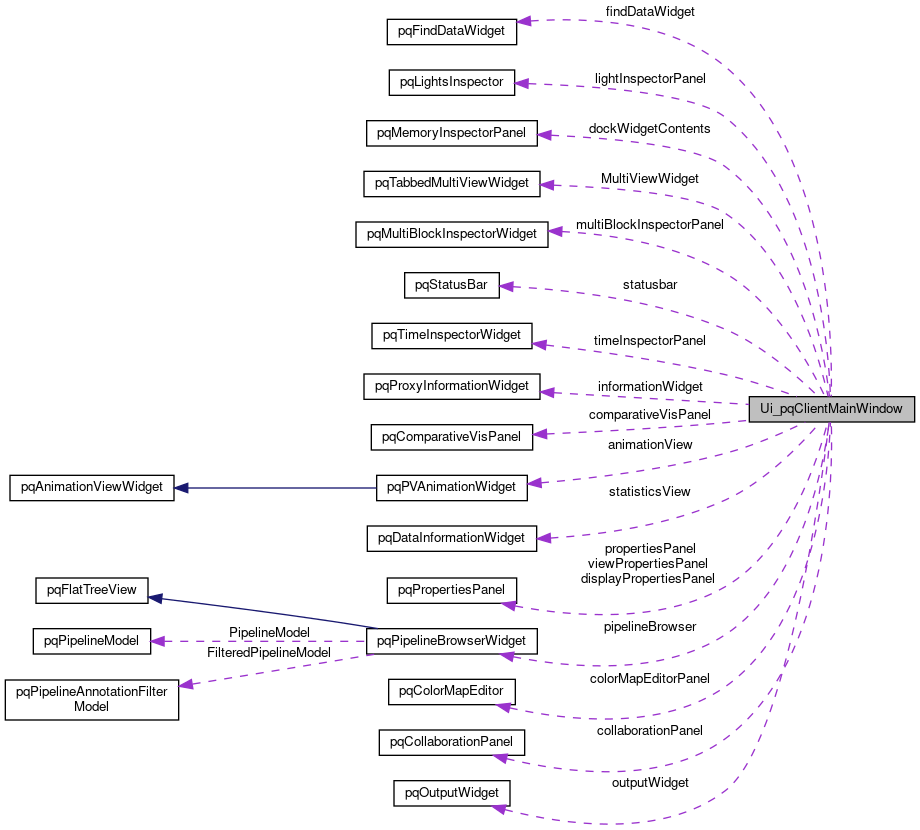 findDataWidget
pqFindDataWidget
lightInspectorPanel
pqLightsInspector
dockWidgetContents
pqMemoryInspectorPanel
MultiViewWidget
pqTabbedMultiViewWidget
multiBlockInspectorPanel
pqMultiBlockInspectorWidget
statusbar
pqStatusBar
timeInspectorPanel
pqTimeInspectorWidget
informationWidget
pqProxyInformationWidget
Ui_pqClientMainWindow
comparativeVisPanel
pqComparativeVisPanel
animationView
pqAnimationViewWidget
pqPVAnimationWidget
statisticsView
pqDataInformationWidget
propertiesPanel
viewPropertiesPanel
displayPropertiesPanel
pqFlatTreeView
pqPropertiesPanel
pipelineBrowser
PipelineModel
pqPipelineModel
pqPipelineBrowserWidget
FilteredPipelineModel
pqPipelineAnnotationFilter
Model
colorMapEditorPanel
pqColorMapEditor
collaborationPanel
pqCollaborationPanel
outputWidget
pqOutputWidget